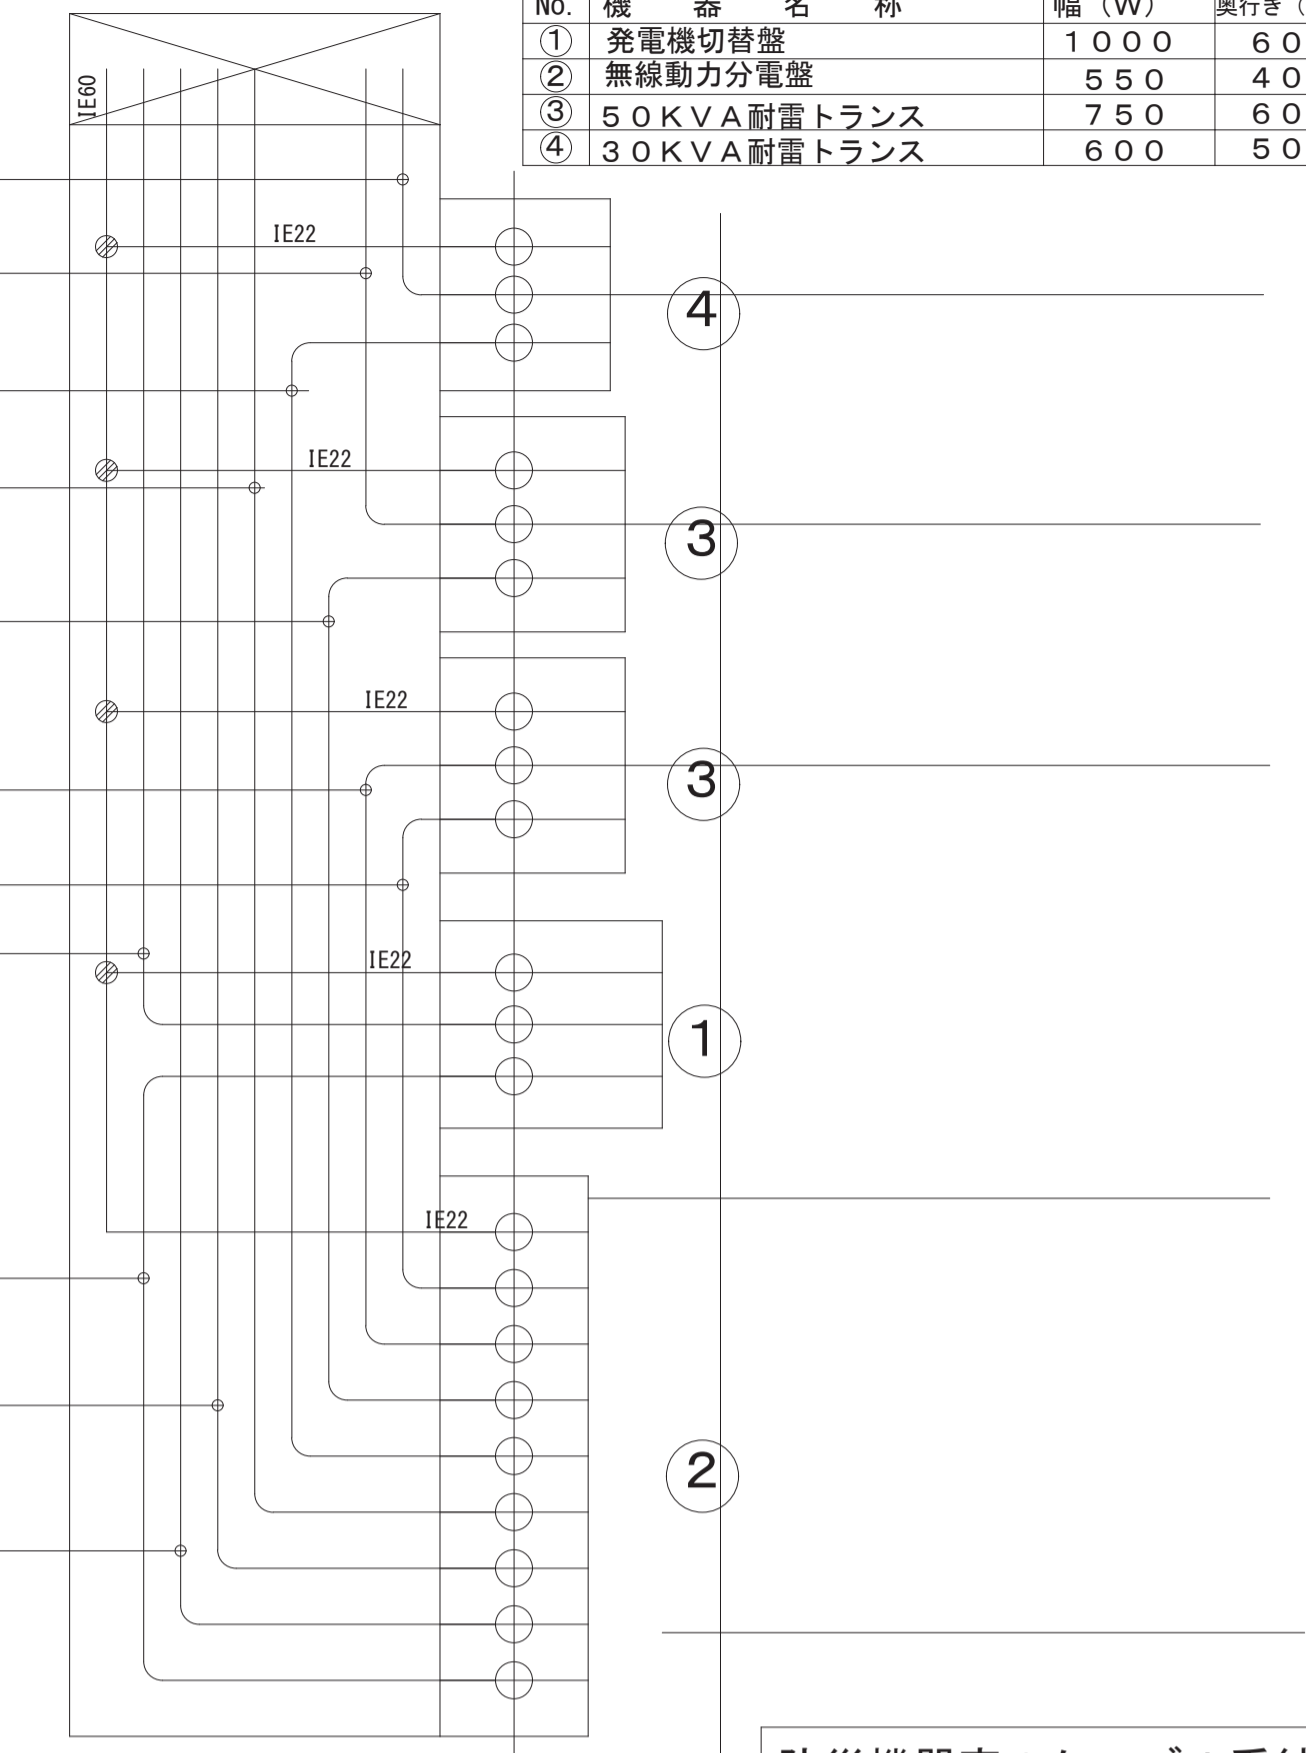 No. 機器名称 幅（Ｗ） 奥行き（
① 発電機切替盤 １０００ ６０
② 無線動力分電盤 ５５０ ４０
③ ５０ＫＶＡ耐雷トランス ７５０ ６０
④ ３０ＫＶＡ耐雷トランス ６００ ５０
IE60
IE22
④
IE22
③
IE22
③
IE22
①
IE22
②